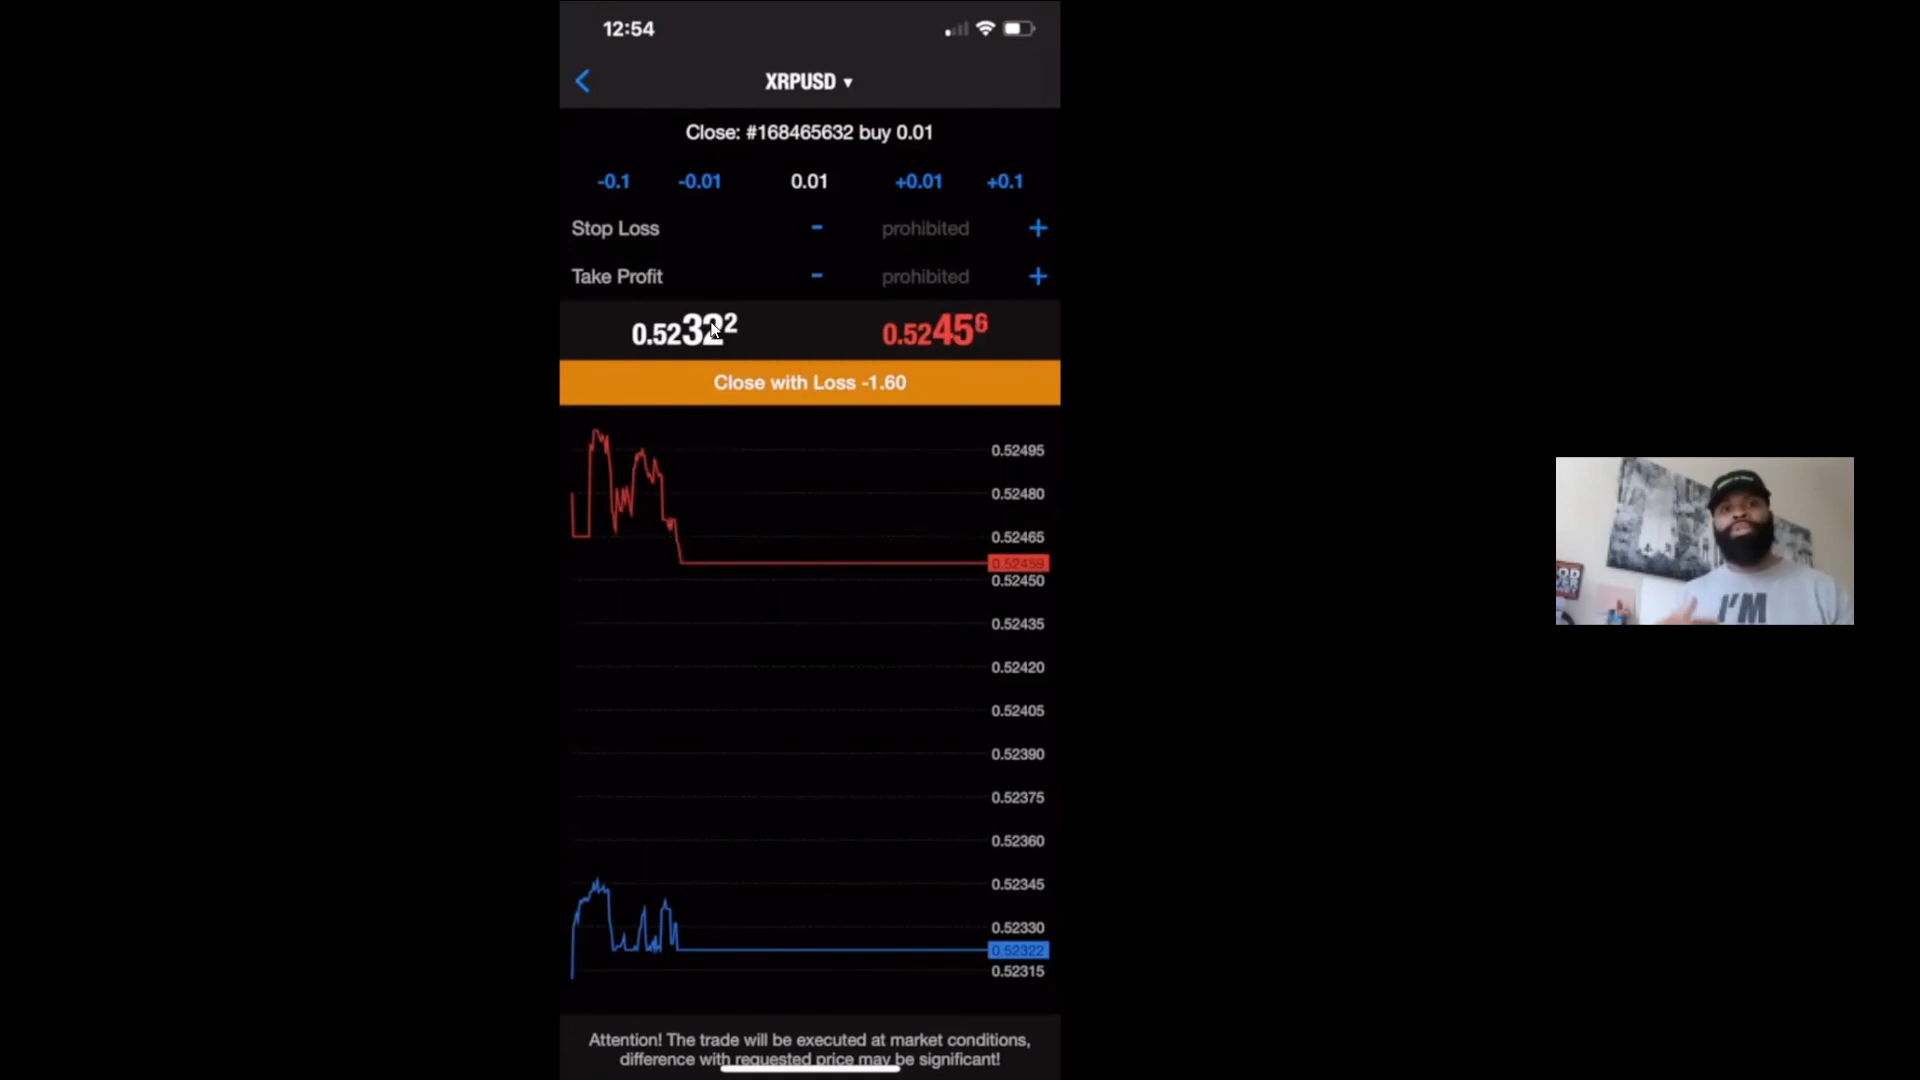 12:54
XRPUSD ▾
Close: #168465632 buy 0.01
-0.1 -0.01 0.01 +0.01 +0.1
Stop Loss - prohibited +
Take Profit - prohibited +
0.52322 0.52456
Close with Loss -1.60
0.52495
0.52480
0.52465
0.52450
0.52435
0.52420
0.52405
0.52390
0.52375
0.52360
0.52345
0.52330
0.52322
0.52315
I'M
Attention! The trade will be executed at market conditions,
difference with requested price may be significant!